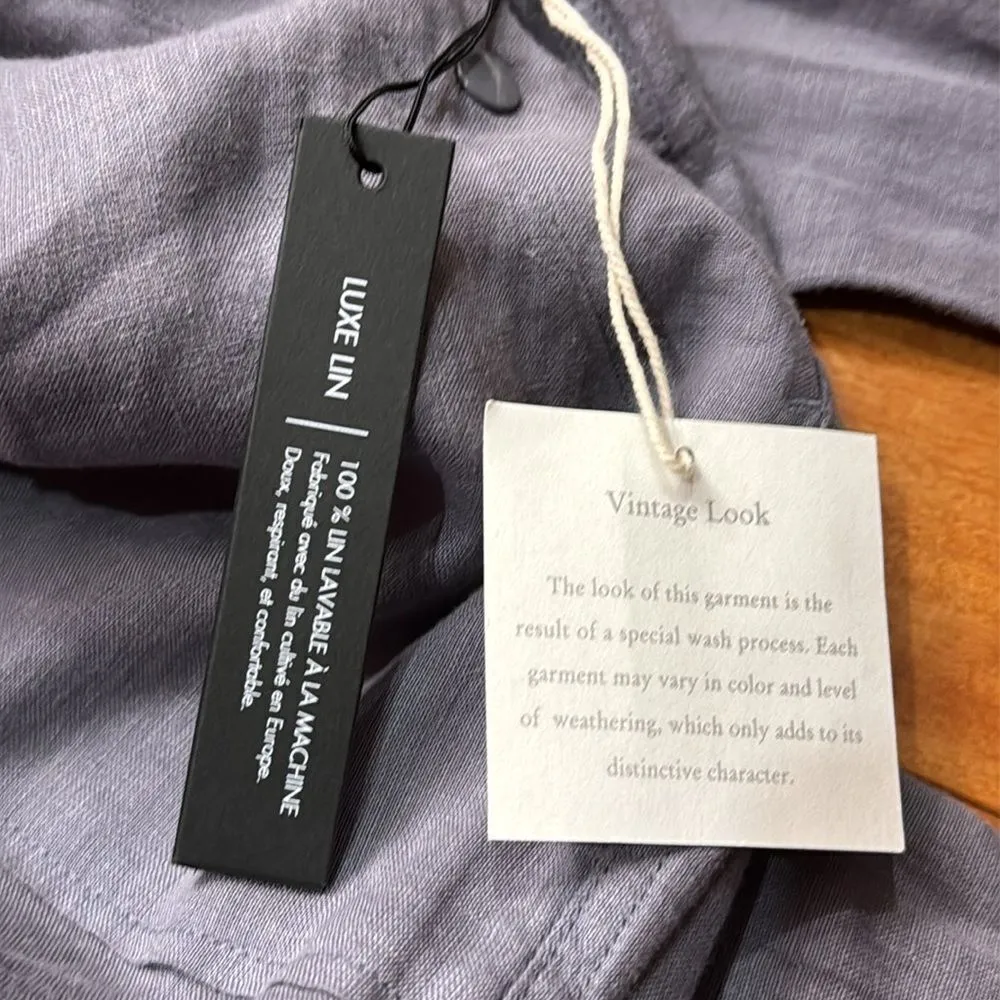 LUXE LIN
100 % LIN LAVABLE À LA MACHINE
Fabriqué avec du lin cultivé en Europe.
Doux, respirant, et confortable.
Vintage Look
The look of this garment is the
result of a special wash process. Each
garment may vary in color and level
of weathering, which only adds to its
distinctive character.